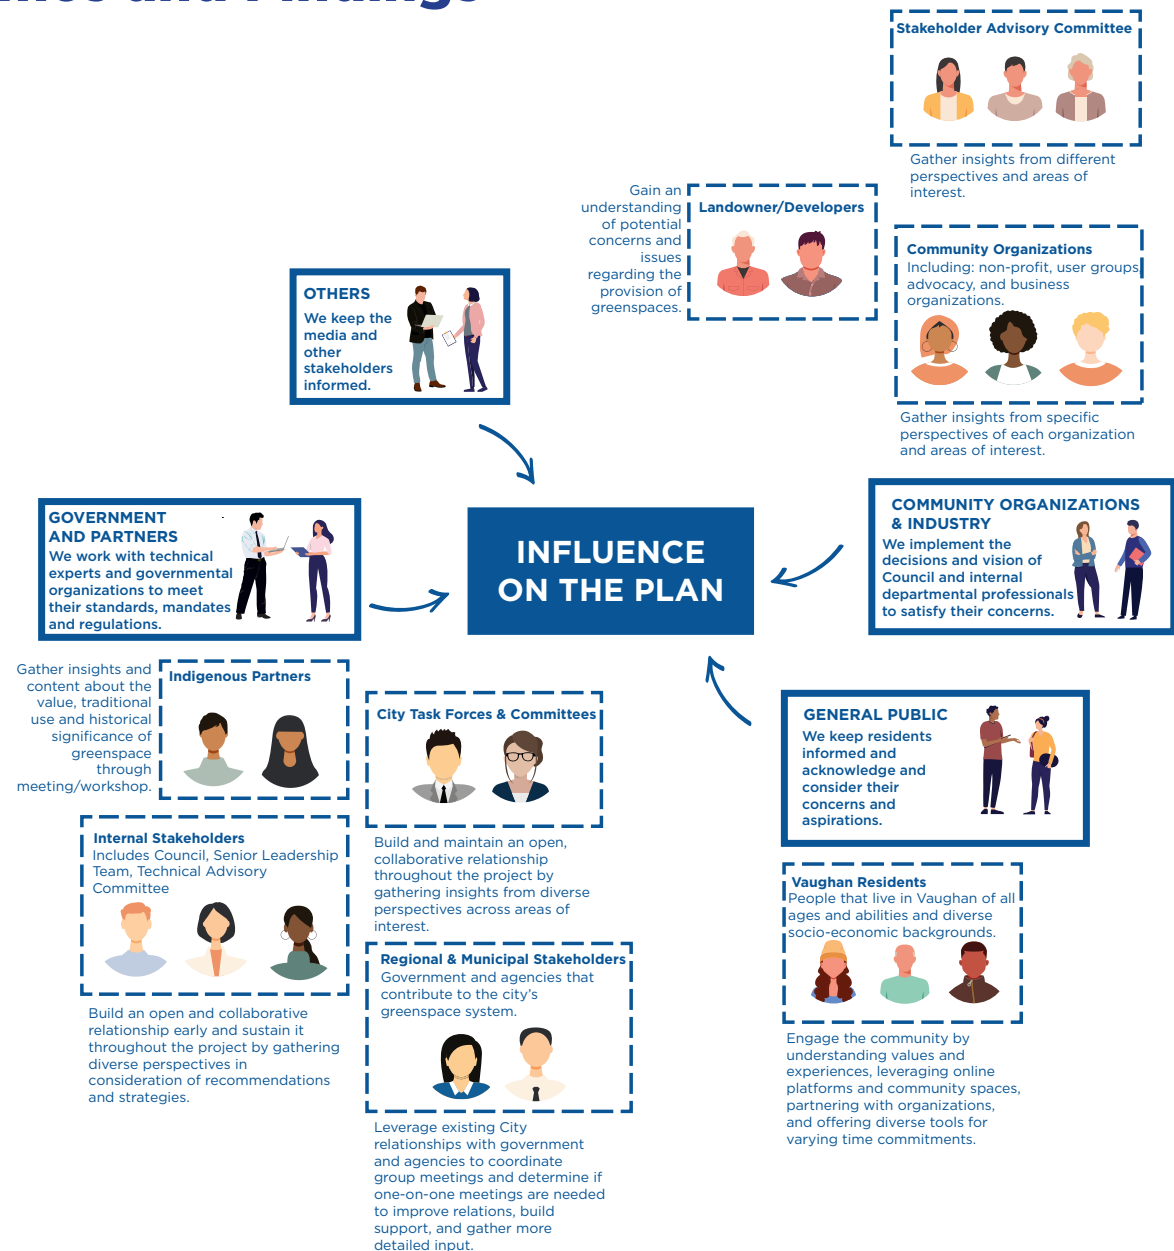 Stakeholder Advisory Committee
Gather insights from different
perspectives and areas of
interest.
Gain an
understanding
of potential
concerns and
issues
regarding the
provision of
greenspaces.
Landowner/Developers
Community Organizations
Including: non-profit, user groups,
advocacy, and business
organizations.
Gather insights from specific
perspectives of each organization
and areas of interest.
OTHERS
We keep the
media and
other
stakeholders
informed.
GOVERNMENT
AND PARTNERS
We work with technical
experts and governmental
organizations to meet
their standards, mandates
and regulations.
INFLUENCE
ON THE PLAN
COMMUNITY ORGANIZATIONS
& INDUSTRY
We implement the
decisions and vision of
Council and internal
departmental professionals
to satisfy their concerns.
Gather insights and
content about the
value, traditional
use and historical
significance of
greenspace
through
meeting/workshop.
Indigenous Partners
City Task Forces & Committees
Build and maintain an open,
collaborative relationship
throughout the project by
gathering insights from diverse
perspectives across areas of
interest.
GENERAL PUBLIC
We keep residents
informed and
acknowledge and
consider their
concerns and
aspirations.
Internal Stakeholders
Includes Council, Senior Leadership
Team, Technical Advisory
Committee
Build an open and collaborative
relationship early and sustain it
throughout the project by gathering
diverse perspectives in
consideration of recommendations
and strategies.
Regional & Municipal Stakeholders
Government and agencies that
contribute to the city's
greenspace system.
Leverage existing City
relationships with government
and agencies to coordinate
group meetings and determine if
one-on-one meetings are needed
to improve relations, build
support, and gather more
detailed input.
Vaughan Residents
People that live in Vaughan of all
ages and abilities and diverse
socio-economic backgrounds.
Engage the community by
understanding values and
experiences, leveraging online
platforms and community spaces,
partnering with organizations,
and offering diverse tools for
varying time commitments.